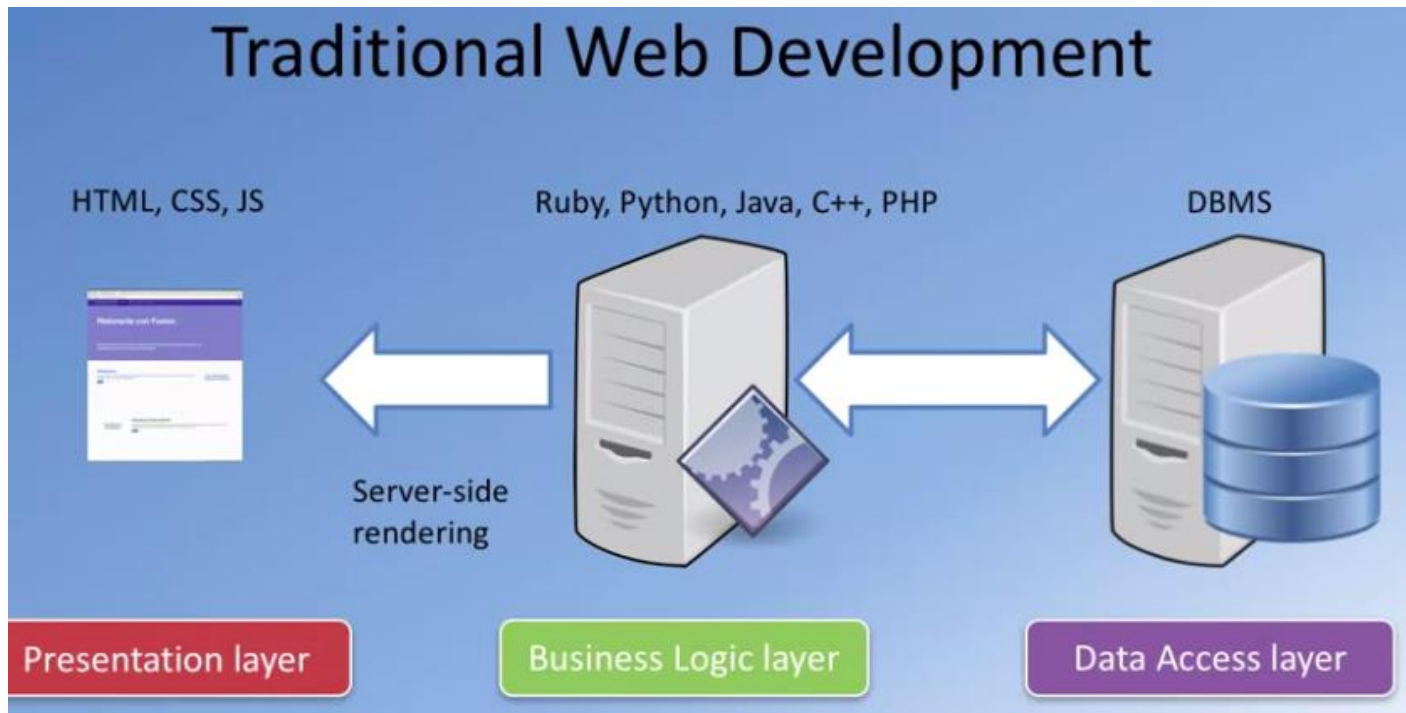 Traditional Web Development
HTML, CSS, JS
Ruby, Python, Java, C++, PHP
DBMS
Server-side
rendering
Presentation layer
Business Logic layer
Data Access layer